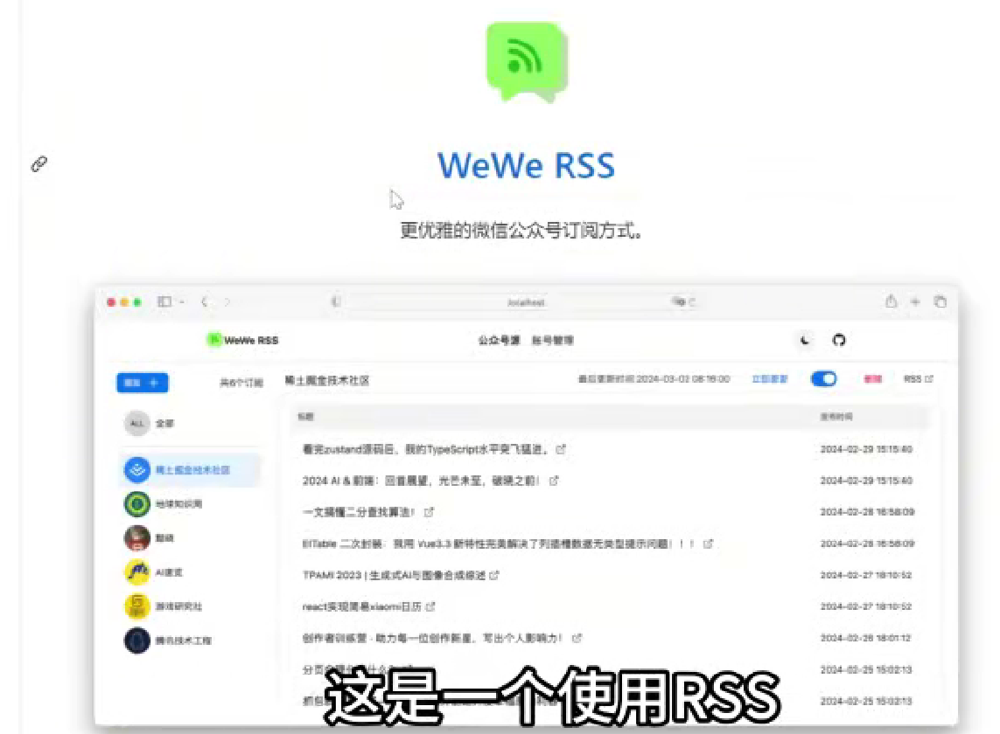 WeWe RSS
更优雅的微信公众号订阅方式。
localhost
WeWe RSS
公众号源 账号管理
添加 +
共6个订阅
稀土掘金技术社区
最后更新时间:2024-03-02 08:16:00
立即更新
删除
RSS
ALL 全部
稀土掘金技术社区
地球知识局
AI速览
游戏研究社
腾讯技术工程
标题 发布时间
看完zustand源码后，我的TypeScript水平突飞猛进。 2024-02-29 15:15:40
2024 AI & 前端：回首展望，光芒未至，破晓之前！ 2024-02-29 15:15:40
一文搞懂二分查找算法！ 2024-02-28 16:58:09
ElTable 二次封装：我用 Vue3.3 新特性完美解决了列插槽数据无类型提示问题！！！ 2024-02-28 16:58:09
TPAMI 2023 | 生成式AI与图像合成综述 2024-02-27 18:10:52
react实现简易xiaomi日历 2024-02-27 18:10:52
创作者训练营 · 助力每一位创作新星，写出个人影响力！ 2024-02-26 18:01:12
2024-02-25 15:02:13
2024-02-25 15:02:13
这是一个使用RSS